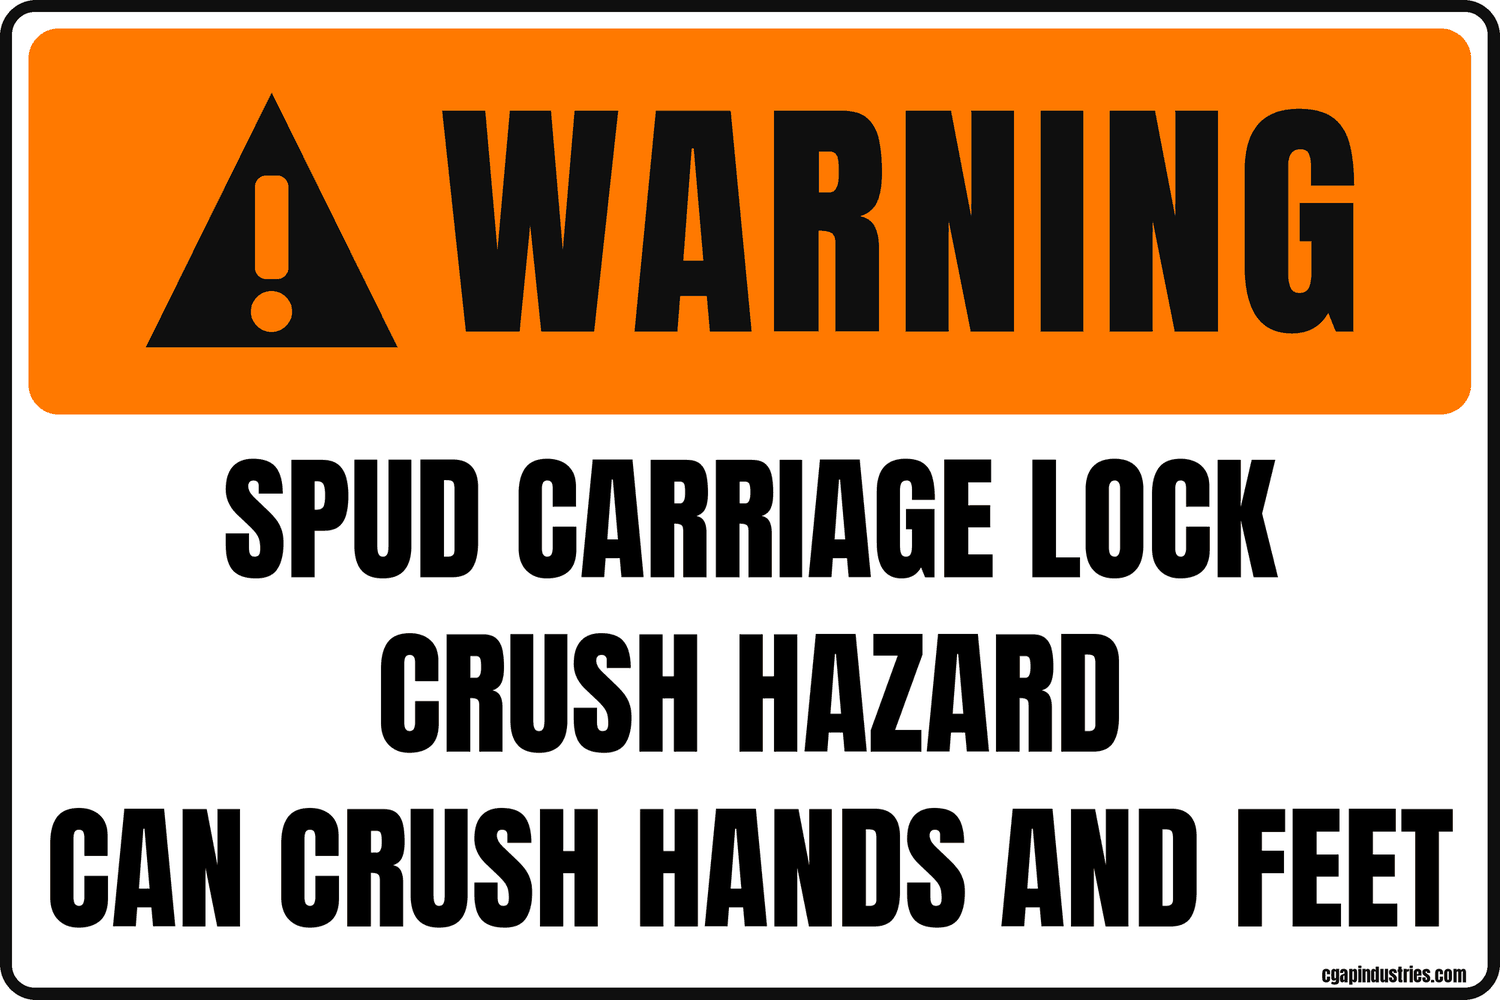 WARNING
SPUD CARRIAGE LOCK
CRUSH HAZARD
CAN CRUSH HANDS AND FEET
cgapindustries.com